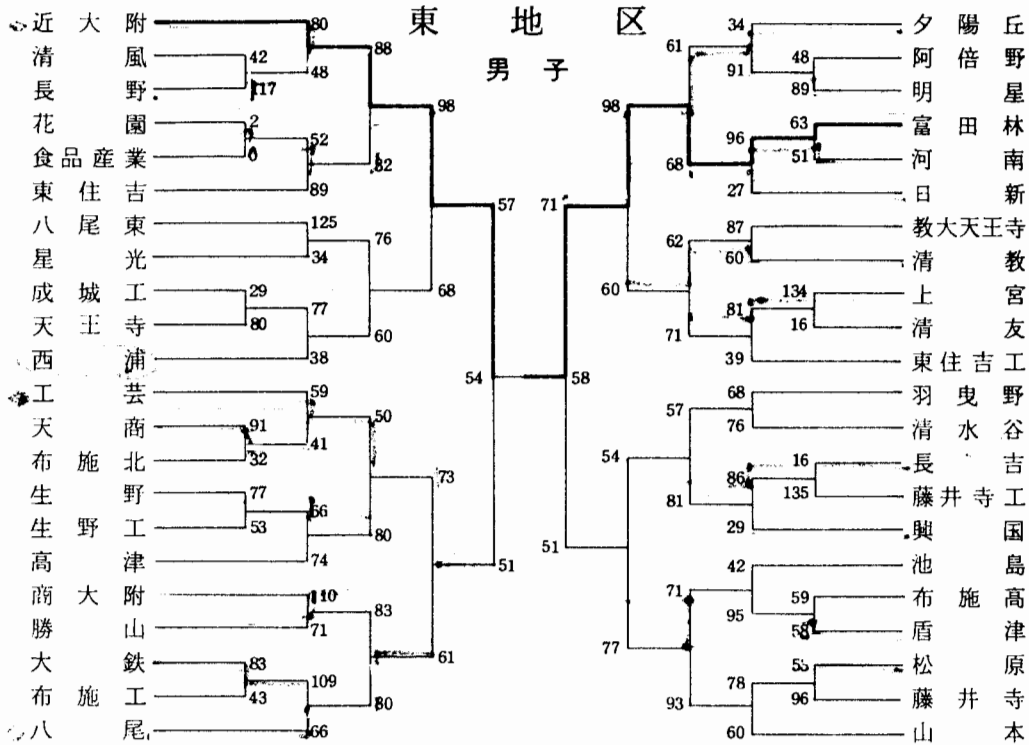 東地区
男子
近大附
清風
長野
花園
食品産業
東住吉
八尾東
星光
成城工
天王寺
西浦
工芸
天商
布施北
生野
生野工
高津
商大附
勝山
大鉄
布施工
八尾
80
42
117
48
2
0
52
89
125
34
29
80
77
38
59
91
32
41
77
53
66
74
110
71
83
43
109
66
88
82
76
60
50
80
83
80
98
68
73
61
57
51
54
58
71
51
98
60
54
77
61
68
62
71
57
81
71
93
34
91
96
27
87
60
81
39
68
76
86
29
42
95
78
60
48
89
63
51
134
16
16
135
59
58
55
96
夕陽丘
阿倍野
明星
富田林
河南
日新
教大天王寺
清教
上宮
清友
東住吉工
羽曳野
清水谷
長吉
藤井寺工
興国
池島
布施高
盾津
松原
藤井寺
山本